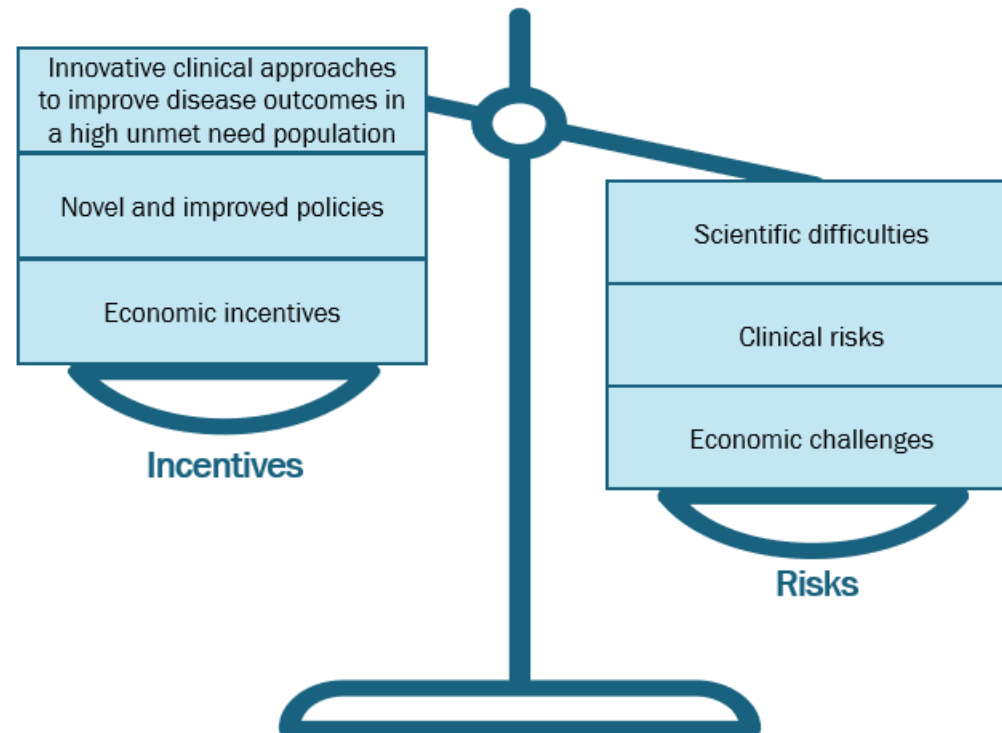 Innovative clinical approaches
to improve disease outcomes in
a high unmet need population
Novel and improved policies
Economic incentives
Incentives
Scientific difficulties
Clinical risks
Economic challenges
Risks